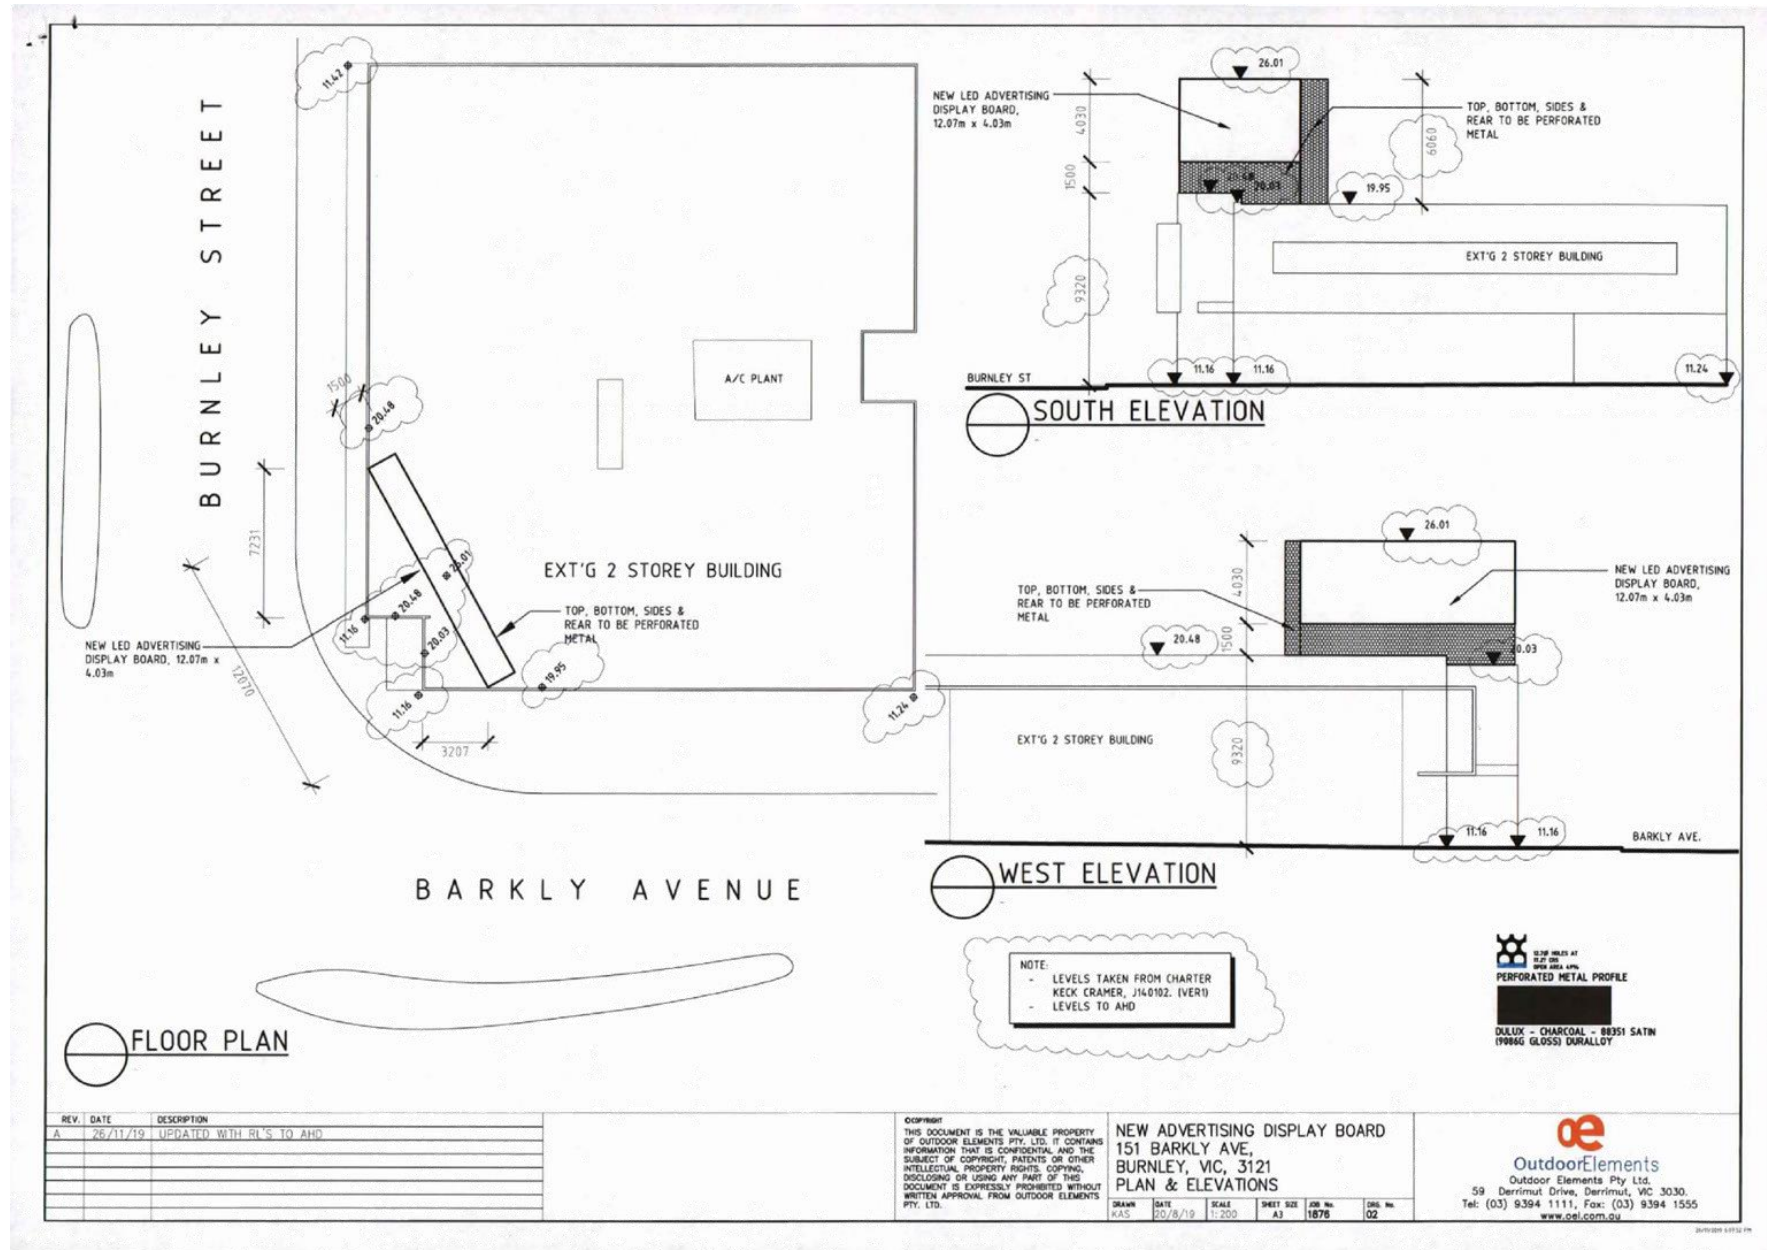 BURNLEY STREET
11.42
1500
20.48
7231
12070
A/C PLANT
EXT'G 2 STOREY BUILDING
20.48
11.16
20.03
TOP, BOTTOM, SIDES &
REAR TO BE PERFORATED
METAL
NEW LED ADVERTISING
DISPLAY BOARD, 12.07m x
4.03m
19.95
11.16
11.24
3207
BARKLY AVENUE
FLOOR PLAN
26.01
NEW LED ADVERTISING
DISPLAY BOARD,
12.07m x 4.03m
4030
1500
9320
TOP, BOTTOM, SIDES &
REAR TO BE PERFORATED
METAL
6060
20.48
20.03
19.95
EXT'G 2 STOREY BUILDING
BURNLEY ST
11.16
11.16
11.24
SOUTH ELEVATION
26.01
4030
1500
9320
NEW LED ADVERTISING
DISPLAY BOARD,
12.07m x 4.03m
TOP, BOTTOM, SIDES &
REAR TO BE PERFORATED
METAL
20.48
20.03
EXT'G 2 STOREY BUILDING
11.16
11.16
BARKLY AVE.
WEST ELEVATION
NOTE:
- LEVELS TAKEN FROM CHARTER
KECK CRAMER, J140102. (VER1)
- LEVELS TO AHD
PERFORATED METAL PROFILE
DULUX - CHARCOAL - 88351 SATIN
(9086G GLOSS) DURALLOY
REV. DATE DESCRIPTION
A 26/11/19 UPDATED WITH RL'S TO AHD
©COPYRIGHT
THIS DOCUMENT IS THE VALUABLE PROPERTY
OF OUTDOOR ELEMENTS PTY. LTD. IT CONTAINS
INFORMATION THAT IS CONFIDENTIAL AND THE
SUBJECT OF COPYRIGHT, PATENTS OR OTHER
INTELLECTUAL PROPERTY RIGHTS. COPYING,
DISCLOSING OR USING ANY PART OF THIS
DOCUMENT IS EXPRESSLY PROHIBITED WITHOUT
WRITTEN APPROVAL FROM OUTDOOR ELEMENTS
PTY. LTD.
NEW ADVERTISING DISPLAY BOARD
151 BARKLY AVE,
BURNLEY, VIC, 3121
PLAN & ELEVATIONS
DRAWN DATE SCALE SHEET SIZE JOB No. DRG. No.
KAS 20/8/19 1:200 A3 1876 02
oe
OutdoorElements
Outdoor Elements Pty Ltd.
59 Derrimut Drive, Derrimut, VIC 3030.
Tel: (03) 9394 1111, Fax: (03) 9394 1555
www.oel.com.au